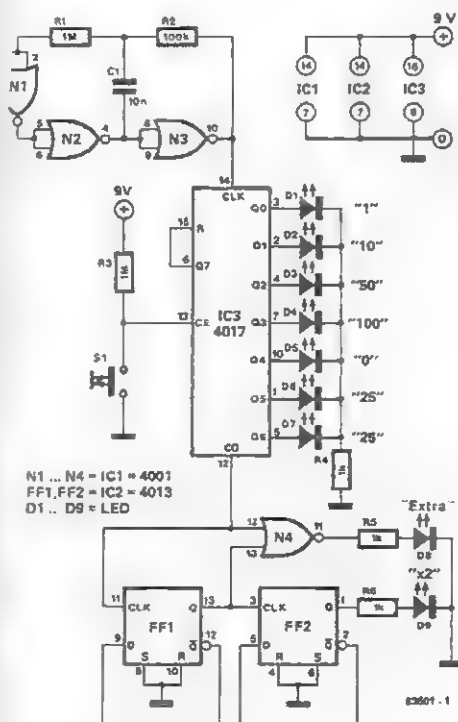 R1
1M
R2
100k
C1
10n
N1
2
N2
5
6
4
N3
8
9
10
9 V
+
14
14
16
IC1
IC2
IC3
7
7
8
0
14
CLK
9V
+
R3
1M
S1
15
R
6
Q7
13
CE
IC3
4017
Q0
3
D1
"1"
Q1
2
D2
"10"
Q2
4
D3
"50"
Q3
7
D4
"100"
Q4
10
D5
"0"
Q5
1
D6
"25"
Q6
5
D7
"25"
R4
1k
CO
12
N1 ... N4 = IC1 = 4001
FF1, FF2 = IC2 = 4013
D1 ... D9 = LED
12
13
N4
11
R5
1k
"Extra"
D8
R6
1k
"x2"
D9
11
CLK
Q
13
9
D
FF1
12
Q
S
R
8
10
3
CLK
Q
1
5
D
FF2
2
Q
R
S
4
6
83501 - 1